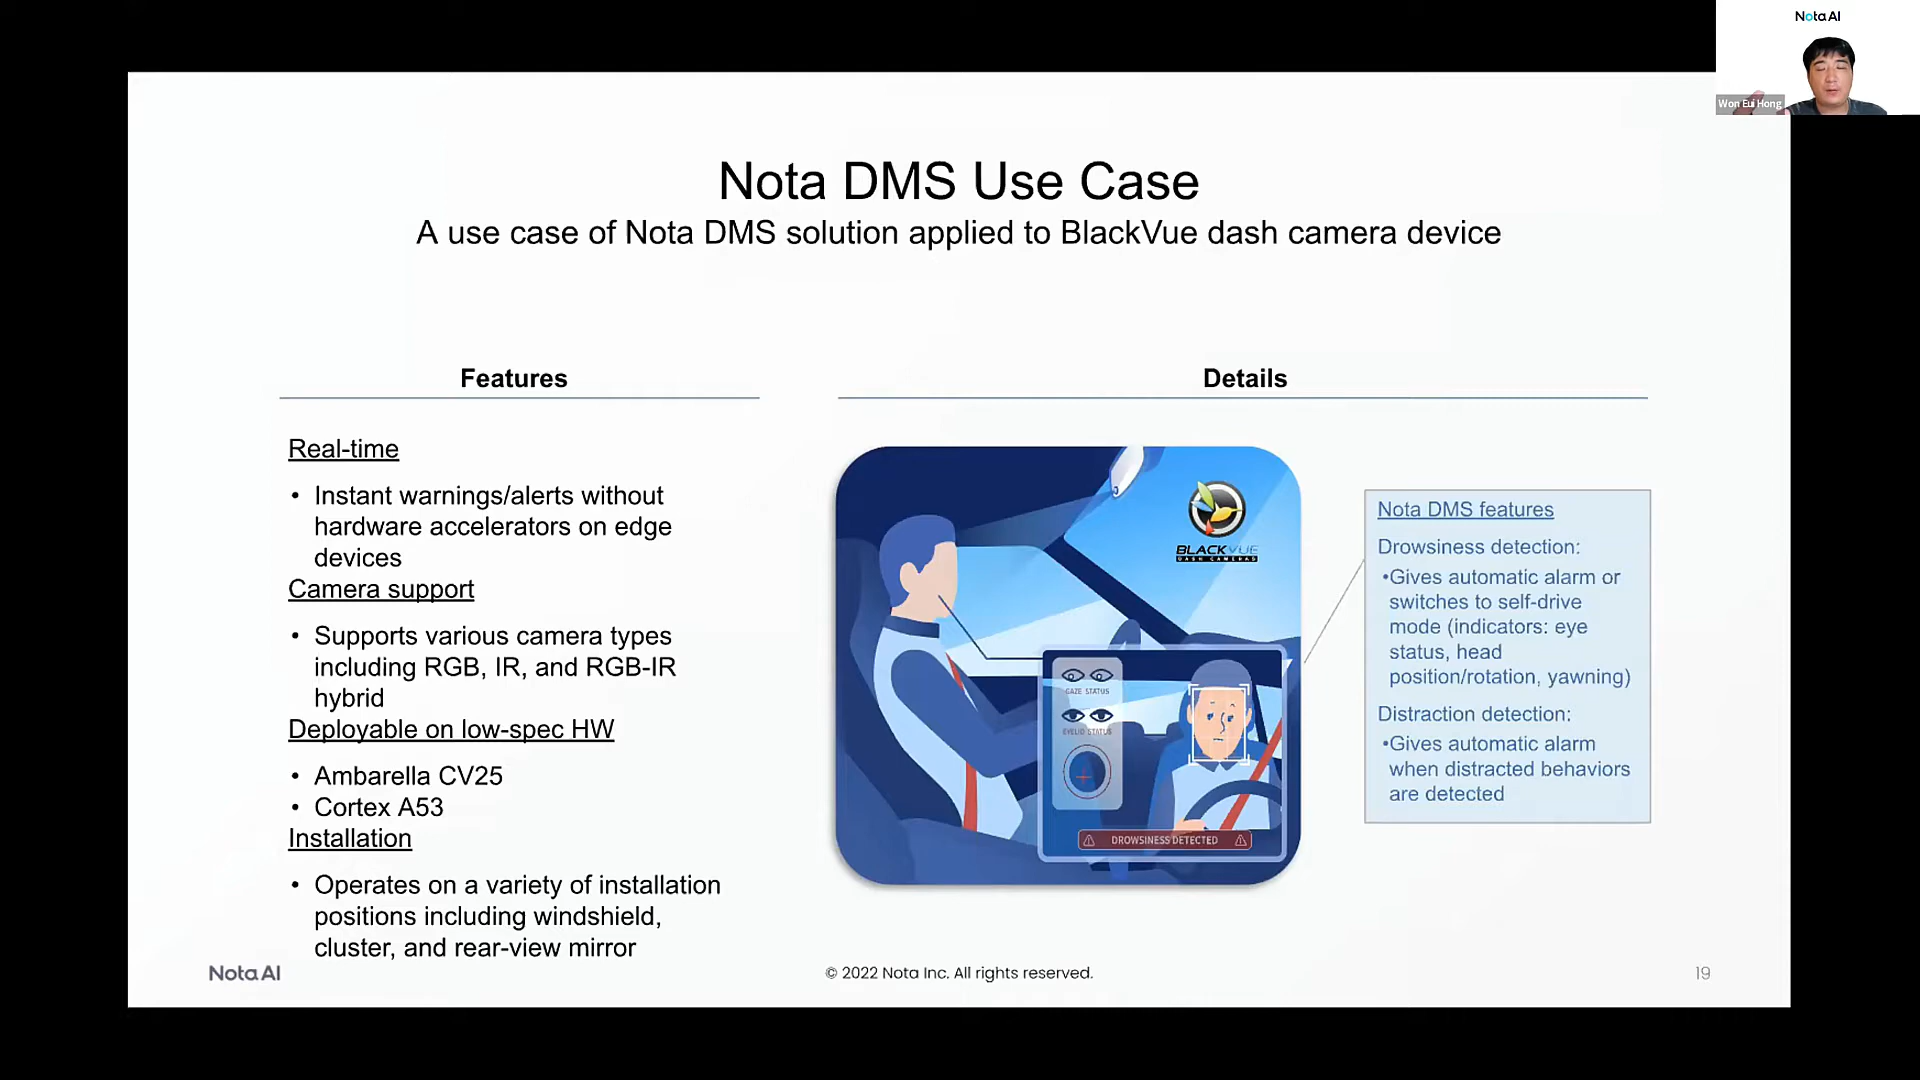 Nota AI
Won Eui Hong
Nota DMS Use Case
A use case of Nota DMS solution applied to BlackVue dash camera device
Features
Real-time
• Instant warnings/alerts without
hardware accelerators on edge
devices
Camera support
• Supports various camera types
including RGB, IR, and RGB-IR
hybrid
Deployable on low-spec HW
• Ambarella CV25
• Cortex A53
Installation
• Operates on a variety of installation
positions including windshield,
cluster, and rear-view mirror
Details
BLACKVUE
DASH CAMERAS
GAZE STATUS
EYELID STATUS
DROWSINESS DETECTED
Nota DMS features
Drowsiness detection:
•Gives automatic alarm or
switches to self-drive
mode (indicators: eye
status, head
position/rotation, yawning)
Distraction detection:
•Gives automatic alarm
when distracted behaviors
are detected
Nota AI
© 2022 Nota Inc. All rights reserved.
19